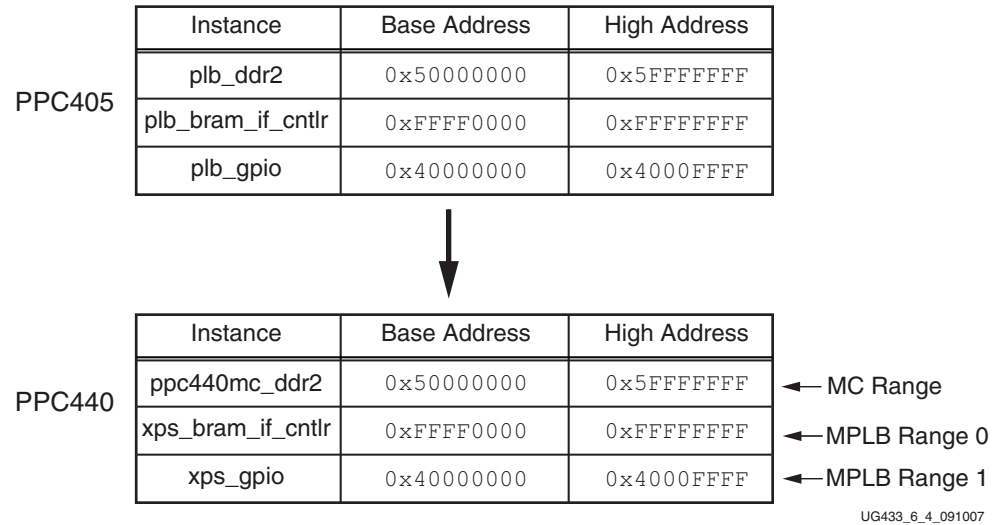 Instance Base Address High Address
plb_ddr2 0x50000000 0x5FFFFFFF
PPC405
plb_bram_if_cntlr 0xFFFF0000 0xFFFFFFFF
plb_gpio 0x40000000 0x4000FFFF
Instance Base Address High Address
ppc440mc_ddr2 0x50000000 0x5FFFFFFF MC Range
PPC440
xps_bram_if_cntlr 0xFFFF0000 0xFFFFFFFF MPLB Range 0
xps_gpio 0x40000000 0x4000FFFF MPLB Range 1
UG433_6_4_091007